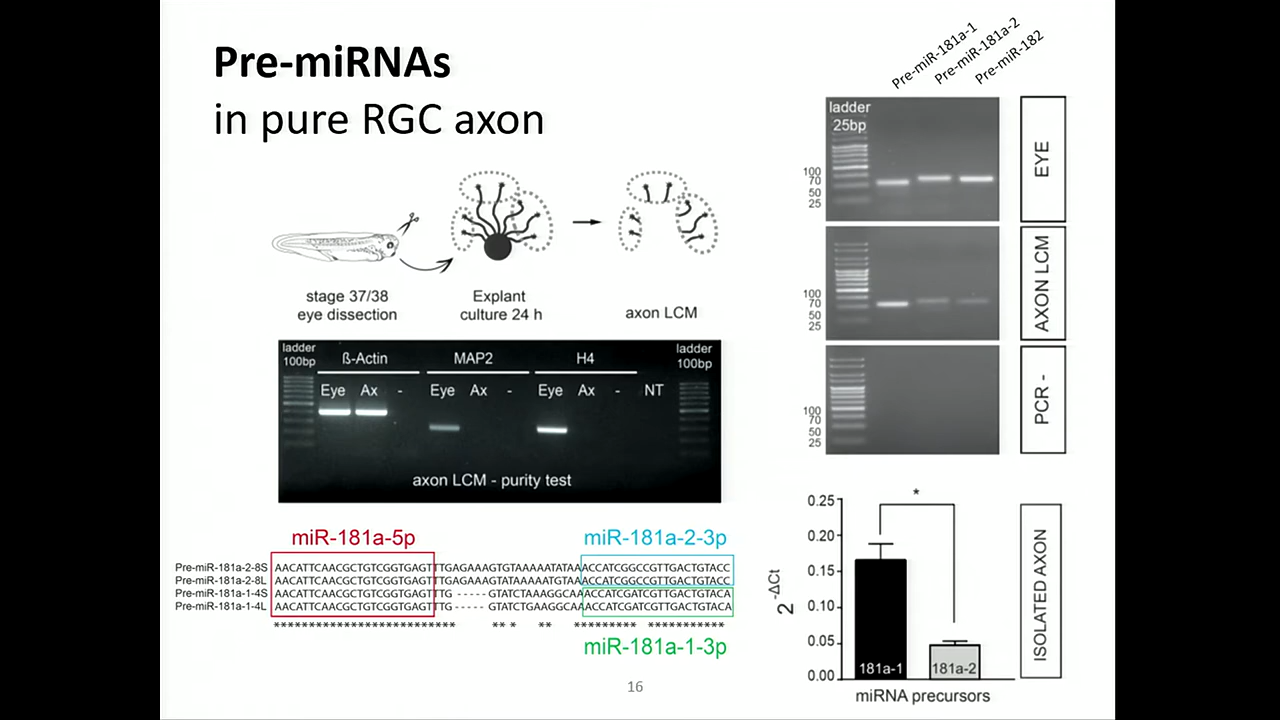 Pre-miRNAs
in pure RGC axon
stage 37/38
eye dissection
Explant
culture 24 h
axon LCM
ladder
100bp
ß-Actin
MAP2
H4
ladder
100bp
Eye Ax - Eye Ax - Eye Ax - NT
axon LCM - purity test
miR-181a-5p
miR-181a-2-3p
Pre-miR-181a-2-8S AACATTCAACGCTGTCGGTGAGTTTGAGAAAGTGTAAAAATATAAACCATCGGCCGTTGACTGTACC
Pre-miR-181a-2-8L AACATTCAACGCTGTCGGTGAGTTTGAGAAAGTATAAAAATGTAAACCATCGGCCGTTGACTGTACC
Pre-miR-181a-1-4S AACATTCAACGCTGTCGGTGAGTTTG-----GTATCTAAAGGCAAACCATCGATCGTTGACTGTACA
Pre-miR-181a-1-4L AACATTCAACGCTGTCGGTGAGTTTG-----GTATCTGAAGGCAAACCATCGATCGTTGACTGTACA
************************** ** * ** ********* ***********
miR-181a-1-3p
16
Pre-miR-181a-1
Pre-miR-181a-2
Pre-miR-182
ladder
25bp
100
70
50
25
EYE
100
70
50
25
AXON LCM
100
70
50
25
PCR -
*
0.25
0.20
0.15
0.10
0.05
0.00
2^-ΔCt
181a-1
181a-2
miRNA precursors
ISOLATED AXON